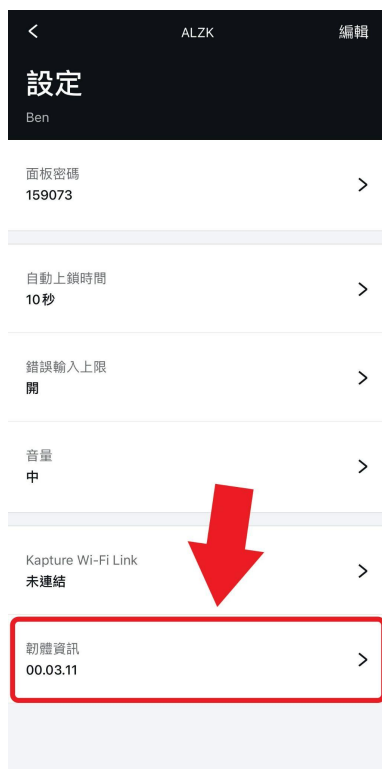 ALZK
編輯
設定
Ben
面板密碼
159073
自動上鎖時間
10秒
錯誤輸入上限
開
音量
中
Kapture Wi-Fi Link
未連結
韌體資訊
00.03.11